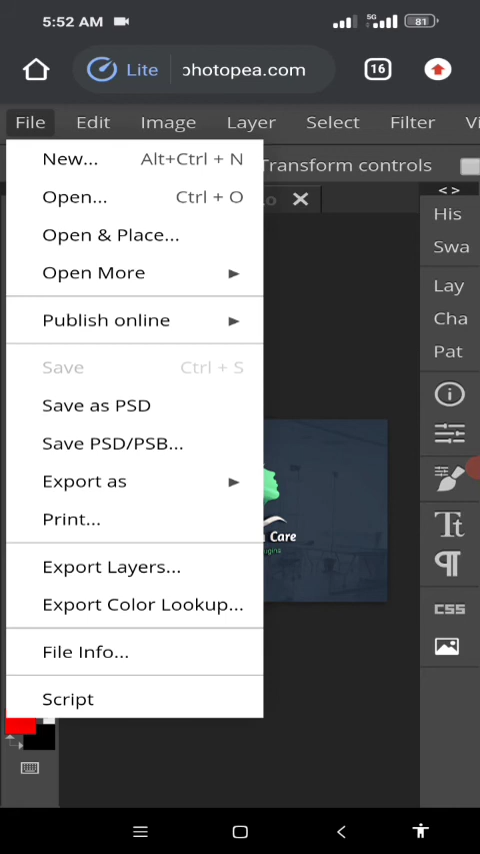 5:52 AM
5G
81
Lite
photopea.com
16
File Edit Image Layer Select Filter
Transform controls
New... Alt+Ctrl + N
Open... Ctrl + O
Open & Place...
Open More
Publish online
Save Ctrl + S
Save as PSD
Save PSD/PSB...
Export as
Print...
Export Layers...
Export Color Lookup...
File Info...
Script
< >
His
Swa
Lay
Cha
Pat
CSS
Care